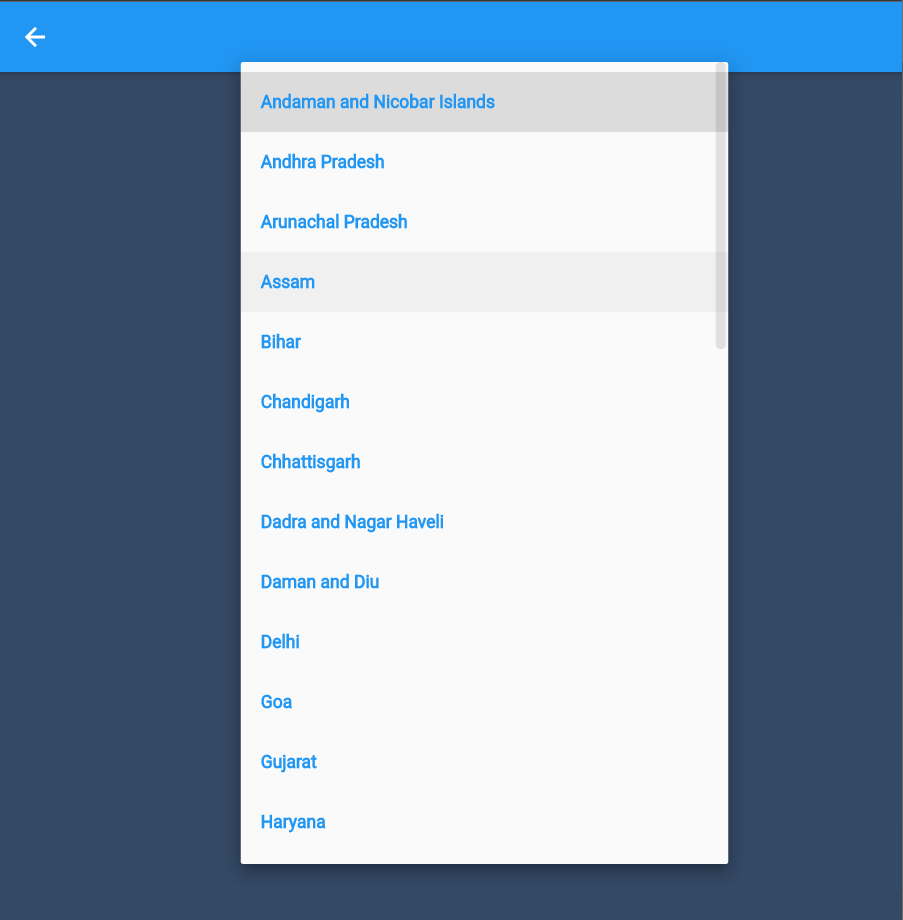 Andaman and Nicobar Islands
Andhra Pradesh
Arunachal Pradesh
Assam
Bihar
Chandigarh
Chhattisgarh
Dadra and Nagar Haveli
Daman and Diu
Delhi
Goa
Gujarat
Haryana